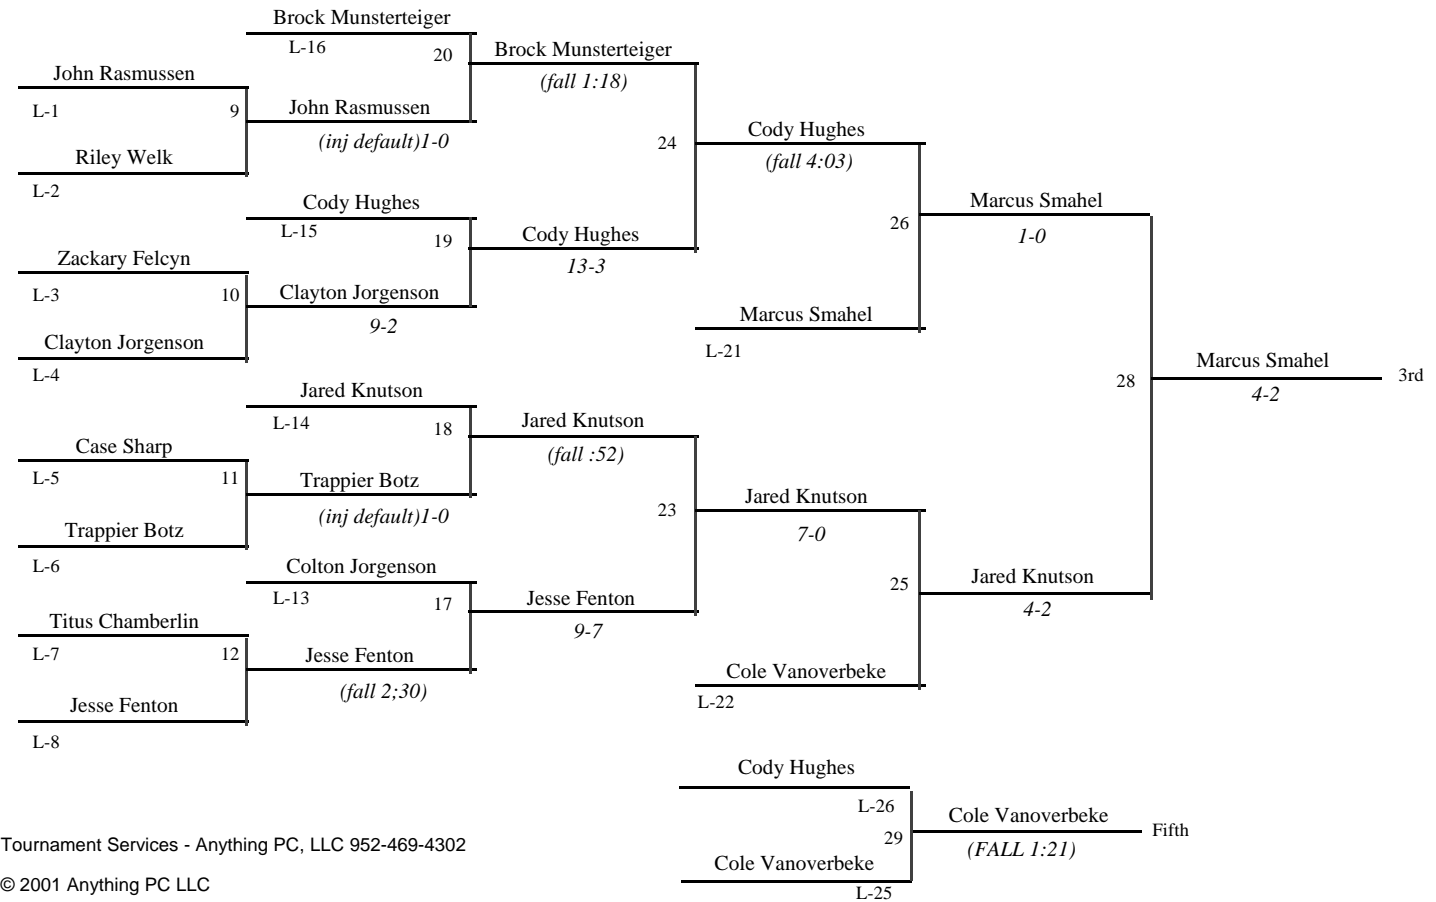 Brock Munsterteiger
L-16
20
Brock Munsterteiger
(fall 1:18)
John Rasmussen
L-1
9
John Rasmussen
(inj default)1-0
Riley Welk
L-2
24
Cody Hughes
(fall 4:03)
Cody Hughes
L-15
19
Cody Hughes
13-3
Zackary Felcyn
L-3
10
Clayton Jorgenson
9-2
Clayton Jorgenson
L-4
26
Marcus Smahel
1-0
Marcus Smahel
L-21
28
Marcus Smahel
4-2
3rd
Jared Knutson
L-14
18
Jared Knutson
(fall :52)
Case Sharp
L-5
11
Trappier Botz
(inj default)1-0
Trappier Botz
L-6
23
Jared Knutson
7-0
Colton Jorgenson
L-13
17
Jesse Fenton
9-7
25
Jared Knutson
4-2
Titus Chamberlin
L-7
12
Jesse Fenton
(fall 2;30)
Jesse Fenton
L-8
Cole Vanoverbeke
L-22
Cody Hughes
L-26
29
Cole Vanoverbeke
(FALL 1:21)
Fifth
Cole Vanoverbeke
L-25
Tournament Services - Anything PC, LLC 952-469-4302
© 2001 Anything PC LLC